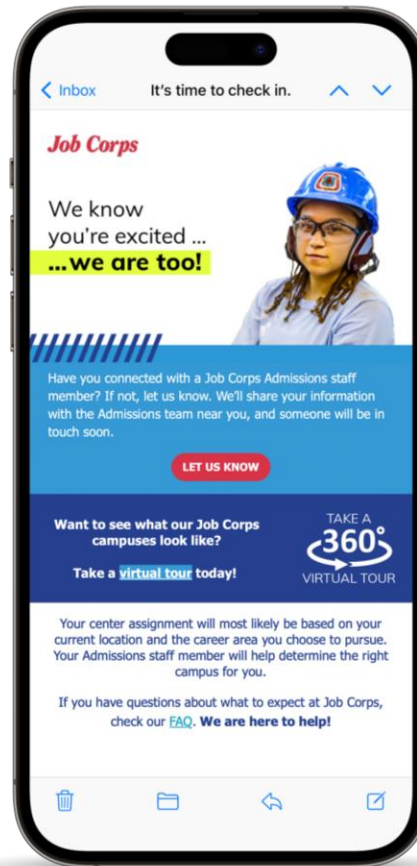 Inbox
It's time to check in.
Job Corps
We know
you're excited ...
...we are too!
Have you connected with a Job Corps Admissions staff
member? If not, let us know. We'll share your information
with the Admissions team near you, and someone will be in
touch soon.
LET US KNOW
Want to see what our Job Corps
campuses look like?
Take a virtual tour today!
TAKE A
360°
VIRTUAL TOUR
Your center assignment will most likely be based on your
current location and the career area you choose to pursue.
Your Admissions staff member will help determine the right
campus for you.
If you have questions about what to expect at Job Corps,
check our FAQ. We are here to help!